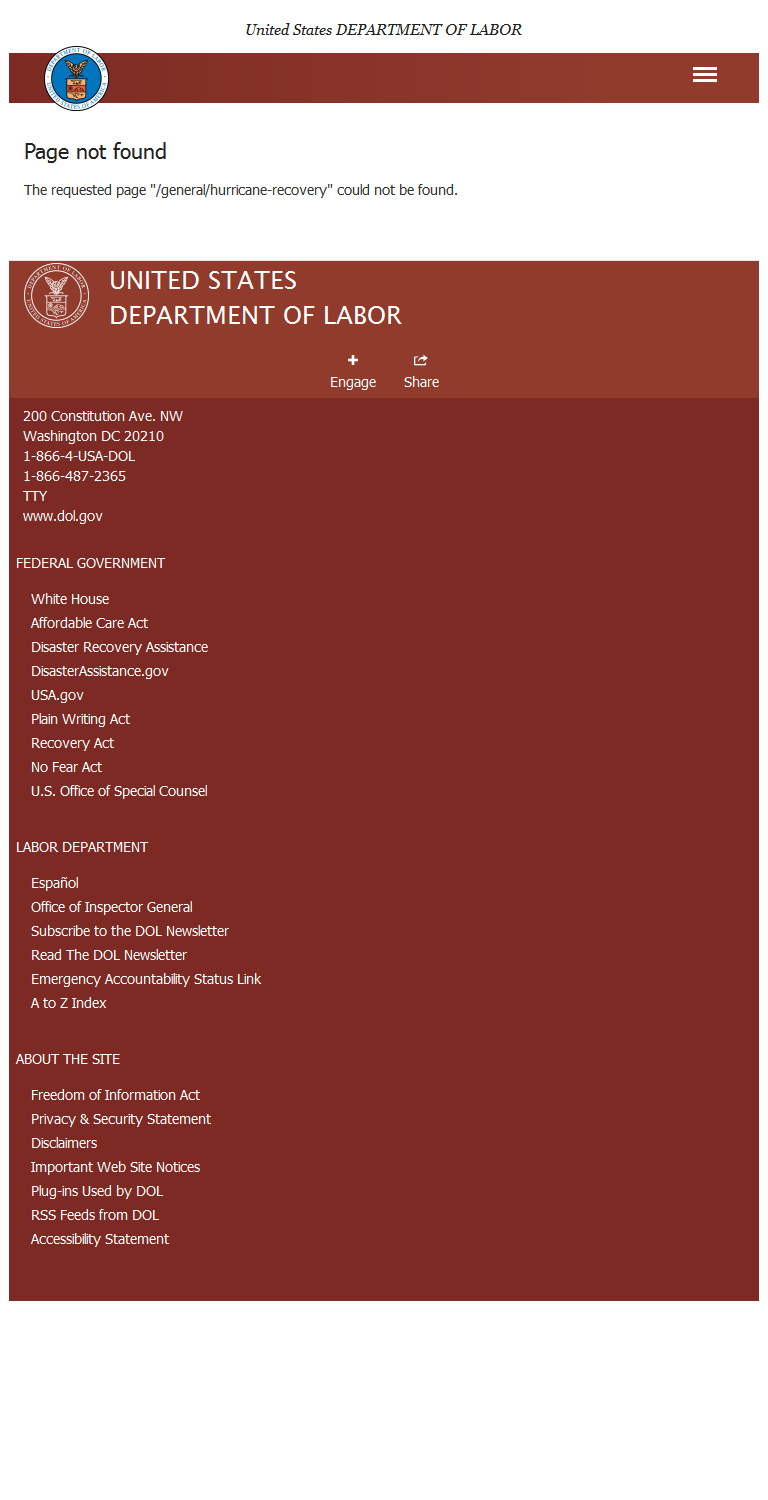 United States DEPARTMENT OF LABOR
Page not found
The requested page "/general/hurricane-recovery" could not be found.
UNITED STATES
DEPARTMENT OF LABOR
Engage Share
200 Constitution Ave. NW
Washington DC 20210
1-866-4-USA-DOL
1-866-487-2365
TTY
www.dol.gov
FEDERAL GOVERNMENT
White House
Affordable Care Act
Disaster Recovery Assistance
DisasterAssistance.gov
USA.gov
Plain Writing Act
Recovery Act
No Fear Act
U.S. Office of Special Counsel
LABOR DEPARTMENT
Español
Office of Inspector General
Subscribe to the DOL Newsletter
Read The DOL Newsletter
Emergency Accountability Status Link
A to Z Index
ABOUT THE SITE
Freedom of Information Act
Privacy & Security Statement
Disclaimers
Important Web Site Notices
Plug-ins Used by DOL
RSS Feeds from DOL
Accessibility Statement